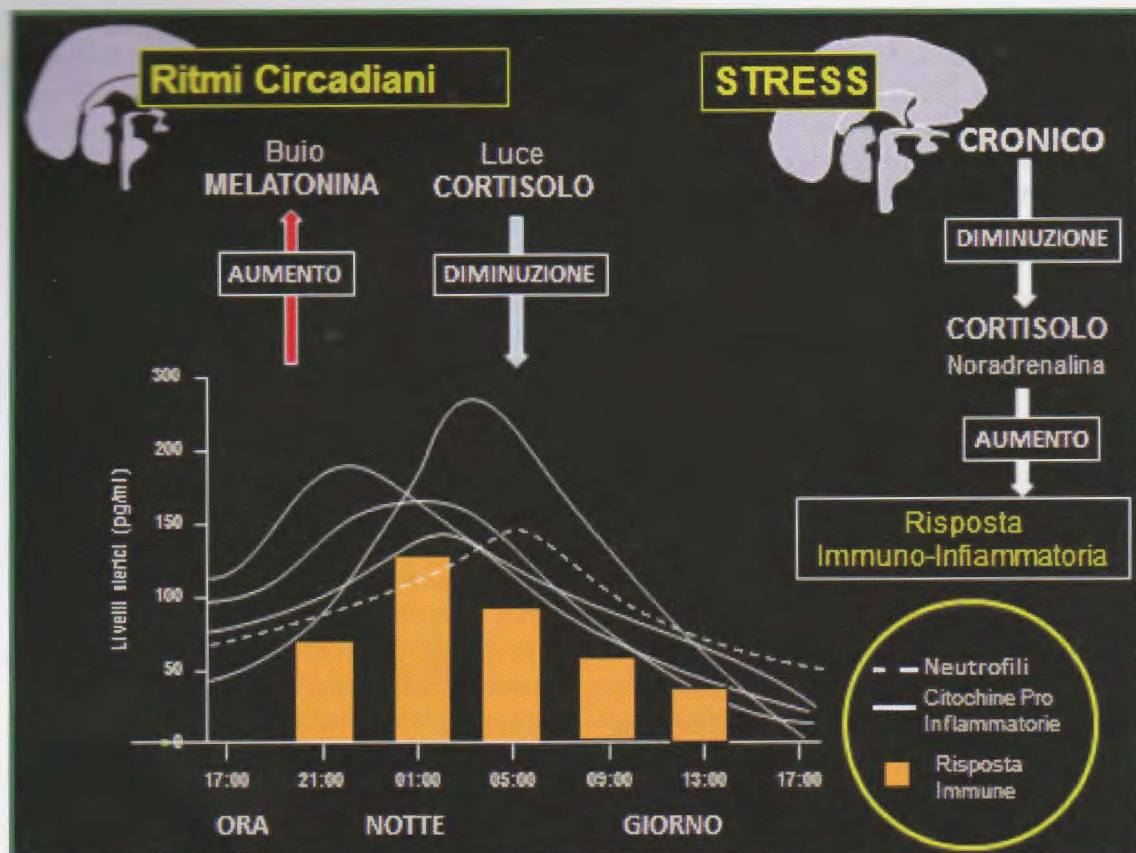 Ritmi Circadiani
STRESS
Buio
MELATONINA
Luce
CORTISOLO
CRONICO
AUMENTO
DIMINUZIONE
DIMINUZIONE
CORTISOLO
Noradrenalina
AUMENTO
Risposta
Immuno-Infiammatoria
Livelli sierici (pg/ml)
300
250
200
150
100
50
0
17:00 21:00 01:00 05:00 09:00 13:00 17:00
ORA NOTTE GIORNO
Neutrofili
Citochine Pro
Inflammatorie
Risposta
Immune